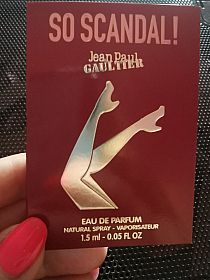 SO SCANDAL!
Jean Paul
GAULTIER
EAU DE PARFUM
NATURAL SPRAY - VAPORISATEUR
1.5 ml - 0.05 FL OZ